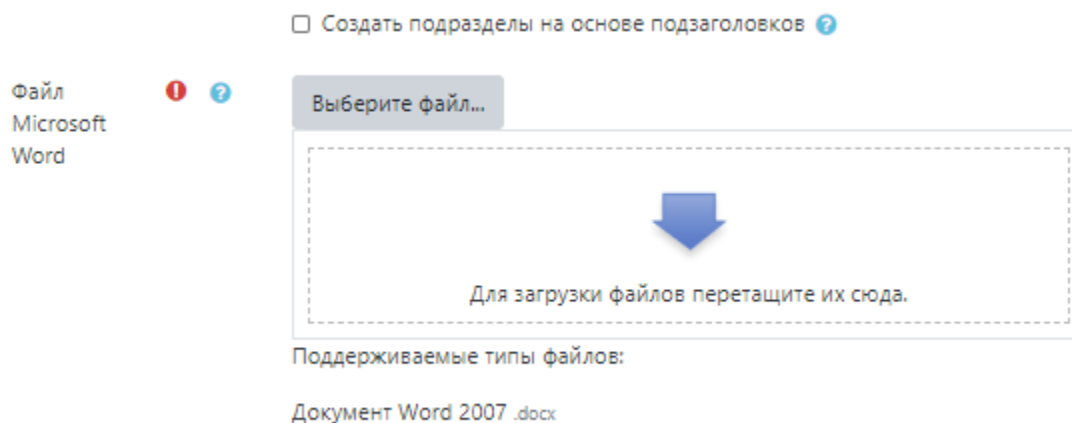 Создать подразделы на основе подзаголовков
Файл
Microsoft
Word
Выберите файл...
Для загрузки файлов перетащите их сюда.
Поддерживаемые типы файлов:
Документ Word 2007 .docx